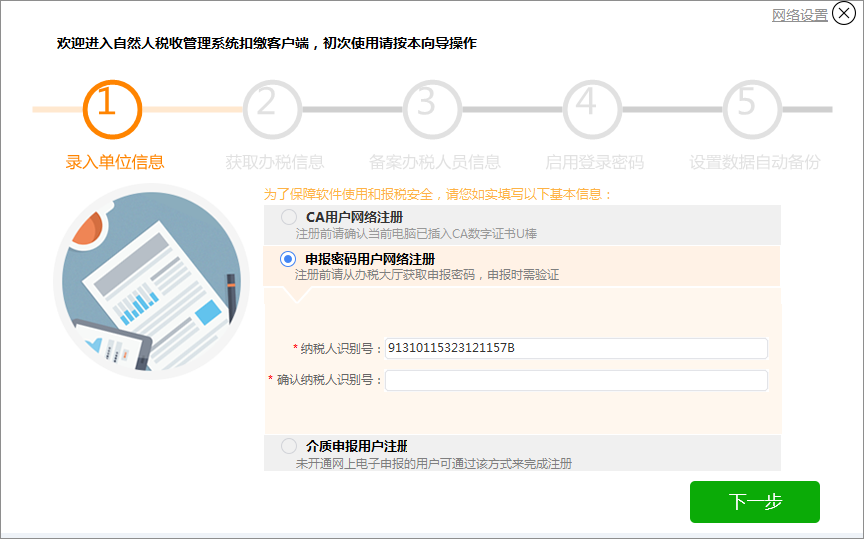 网络设置
欢迎进入自然人税收管理系统扣缴客户端，初次使用请按本向导操作
1 2 3 4 5
录入单位信息 获取办税信息 备案办税人员信息 启用登录密码 设置数据自动备份
为了保障软件使用和报税安全，请您如实填写以下基本信息：
CA用户网络注册
注册前请确认当前电脑已插入CA数字证书U棒
申报密码用户网络注册
注册前请从办税大厅获取申报密码，申报时需验证
*纳税人识别号：91310115323121157B
*确认纳税人识别号：
介质申报用户注册
未开通网上电子申报的用户可通过该方式来完成注册
下一步